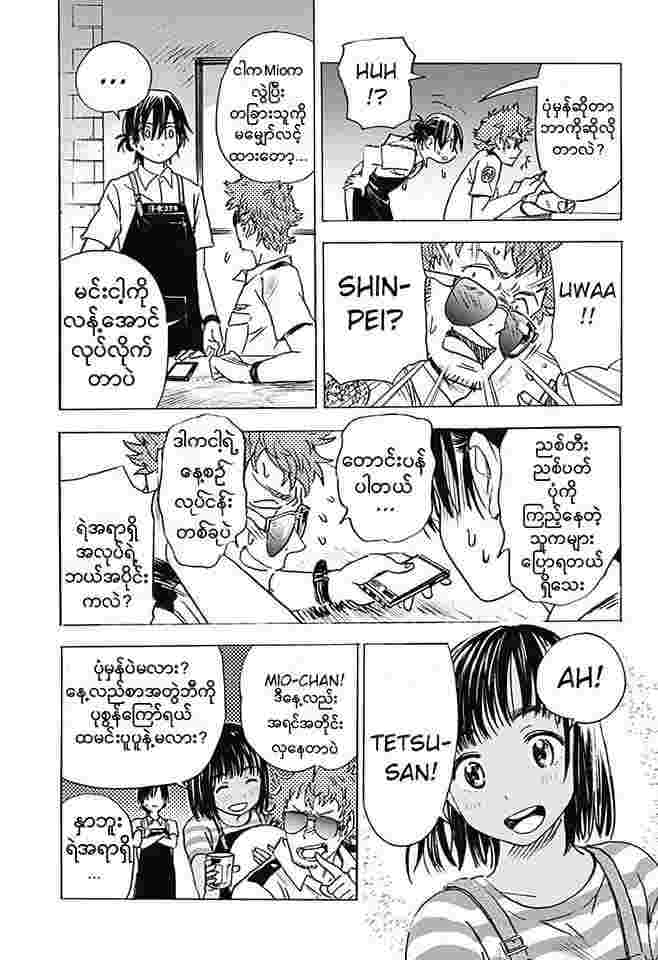 HUH
!?
ပုံမှန်ဆိုတာ
ဘာကိုဆိုလို
တာလဲ?
ငါက Mioက
လွဲပြီး
တခြားသူကို
မမျှော်လင့်
ထားတော့...
...
မင်းငါ့ကို
လန့်အောင်
လုပ်လိုက်
တာပဲ
UWAA
!!
SHIN-
PEI?
ညစ်တီး
ညစ်ပတ်
ပုံကို
ကြည့်နေတဲ့
သူကများ
ပြောရတယ်
ရှိသေး
တောင်းပန်
ပါတယ်
...
ဒါကငါ့ရဲ့
နေ့စဉ်
လုပ်ငန်း
တစ်ခုပဲ
ရဲအရာရှိ
အလုပ်ရဲ့
ဘယ်အပိုင်း
ကလဲ?
AH!
TETSU-
SAN!
MIO-CHAN!
ဒီနေ့လည်း
အရင်အတိုင်း
လှနေတာပဲ
ပုံမှန်ပဲမလား?
နေ့လည်စာအတွဲဘီကို
ပုစွန်ကြော်ရယ်
ထမင်းပူပူနဲ့မလား?
နှာဘူး
ရဲအရာရှိ
...